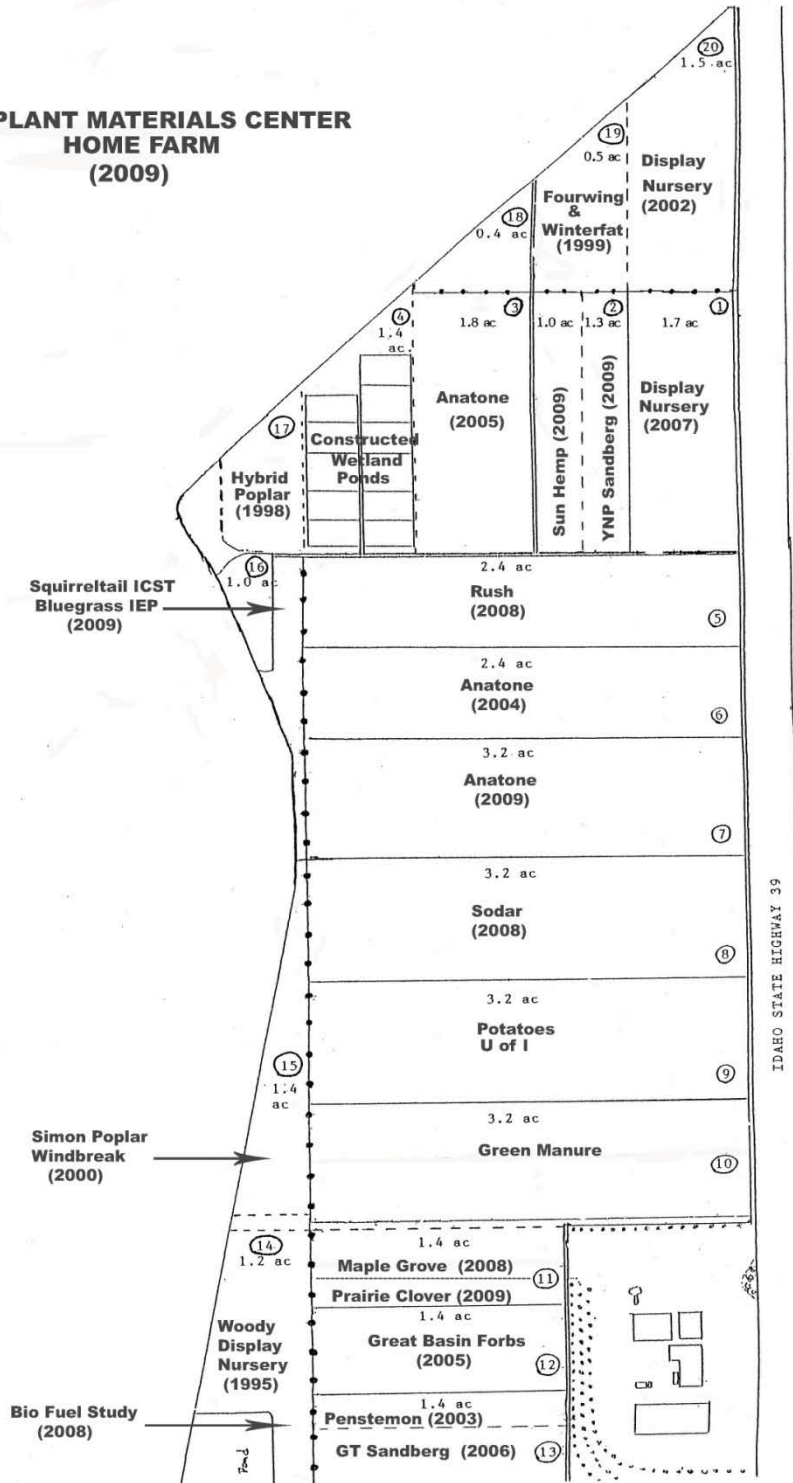 PLANT MATERIALS CENTER
HOME FARM
(2009)
20
1.5 ac
19
0.5 ac
Display
Nursery
(2002)
Fourwing
&
Winterfat
(1999)
18
0.4 ac
4
1.4
ac.
3
1.8 ac
2
1.0 ac
1.3 ac
1
1.7 ac
Anatone
(2005)
Sun Hemp (2009)
YNP Sandberg (2009)
Display
Nursery
(2007)
17
Constructed
Wetland
Ponds
Hybrid
Poplar
(1998)
16
1.0 ac
Squirreltail ICST
Bluegrass IEP
(2009)
2.4 ac
Rush
(2008)
5
2.4 ac
Anatone
(2004)
6
3.2 ac
Anatone
(2009)
7
3.2 ac
Sodar
(2008)
8
3.2 ac
Potatoes
U of I
9
15
1.4
ac
3.2 ac
Green Manure
10
Simon Poplar
Windbreak
(2000)
IDAHO STATE HIGHWAY 39
14
1.2 ac
1.4 ac
Maple Grove (2008)
11
Prairie Clover (2009)
1.4 ac
Great Basin Forbs
(2005)
12
Woody
Display
Nursery
(1995)
1.4 ac
Penstemon (2003)
GT Sandberg (2006)
13
Bio Fuel Study
(2008)
Pond